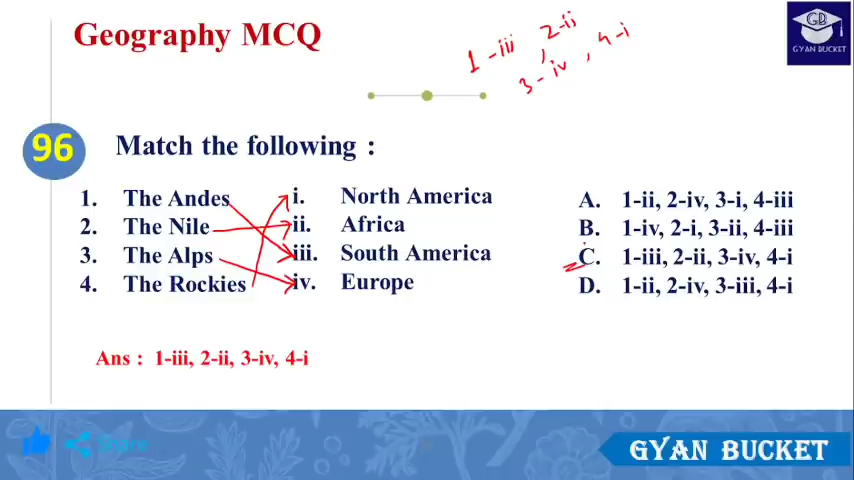 Geography MCQ
1-iii, 2-ii
3-iv, 4-i
GB
GYAN BUCKET
96
Match the following :
1. The Andes i. North America A. 1-ii, 2-iv, 3-i, 4-iii
2. The Nile ii. Africa B. 1-iv, 2-i, 3-ii, 4-iii
3. The Alps iii. South America C. 1-iii, 2-ii, 3-iv, 4-i
4. The Rockies iv. Europe D. 1-ii, 2-iv, 3-iii, 4-i
Ans : 1-iii, 2-ii, 3-iv, 4-i
Share
GYAN BUCKET